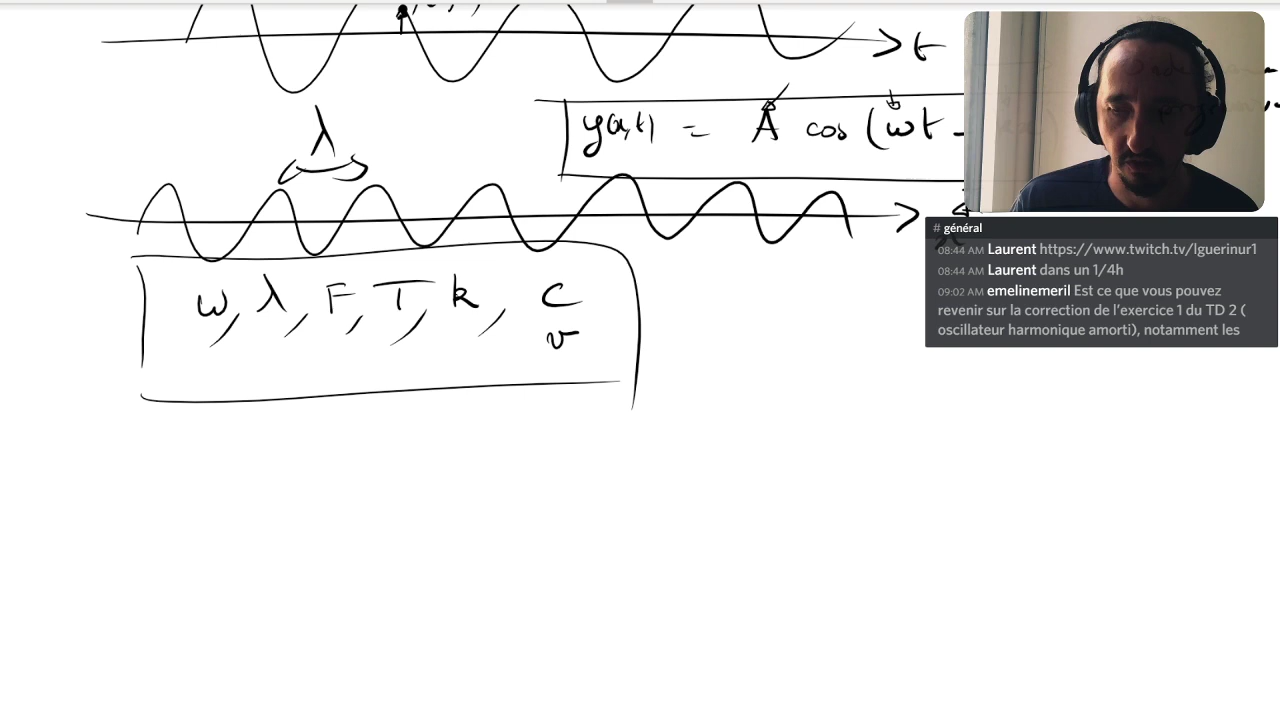 t
λ
y(x,t) = A cos (ωt -
x
ω, λ, F, T, k, c
v
# général
08:44 AM Laurent https://www.twitch.tv/lguerinur1
08:44 AM Laurent dans un 1/4h
09:02 AM emelinemeril Est ce que vous pouvez
revenir sur la correction de l'exercice 1 du TD 2 (
oscillateur harmonique amorti), notamment les